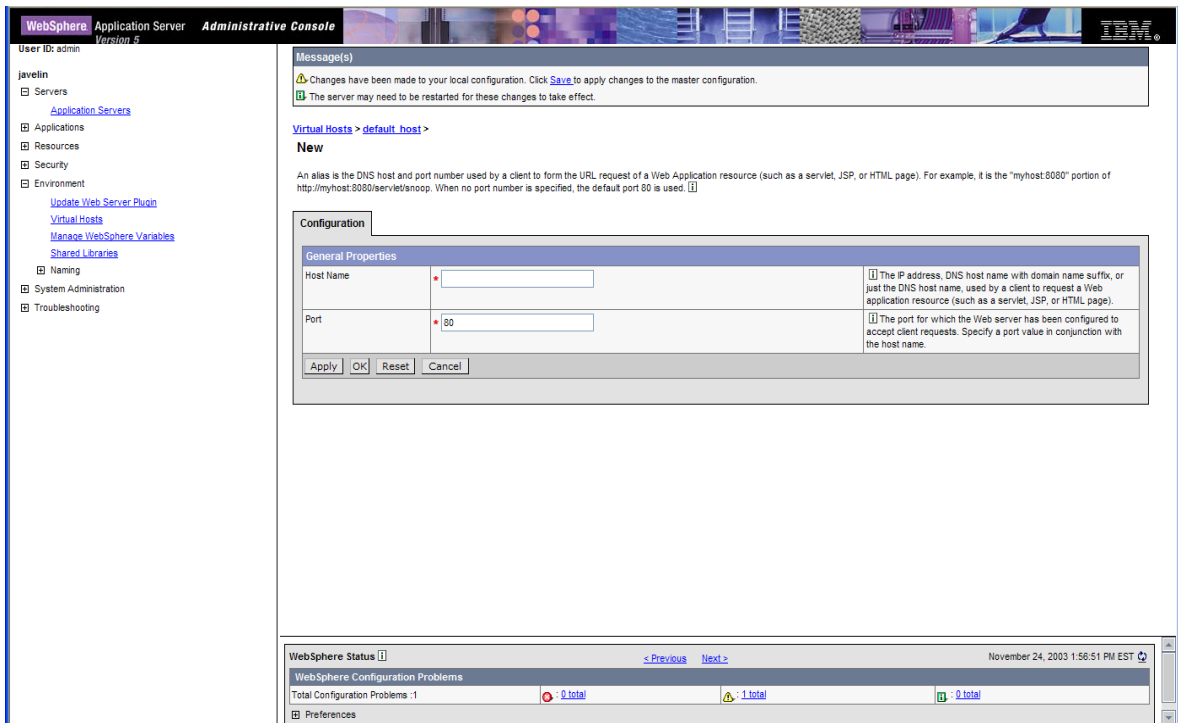 WebSphere. Application Server Administrative Console
Version 5
IBM.®
User ID: admin
javelin
Servers
Application Servers
Applications
Resources
Security
Environment
Update Web Server Plugin
Virtual Hosts
Manage WebSphere Variables
Shared Libraries
Naming
System Administration
Troubleshooting
Message(s)
Changes have been made to your local configuration. Click Save to apply changes to the master configuration.
The server may need to be restarted for these changes to take effect.
Virtual Hosts > default_host >
New
An alias is the DNS host and port number used by a client to form the URL request of a Web Application resource (such as a servlet, JSP, or HTML page). For example, it is the "myhost:8080" portion of
http://myhost:8080/servlet/snoop. When no port number is specified, the default port 80 is used. i
Configuration
General Properties
Host Name
*
i The IP address, DNS host name with domain name suffix, or
just the DNS host name, used by a client to request a Web
application resource (such as a servlet, JSP, or HTML page).
Port
* 80
i The port for which the Web server has been configured to
accept client requests. Specify a port value in conjunction with
the host name.
Apply OK Reset Cancel
WebSphere Status i < Previous Next > November 24, 2003 1:56:51 PM EST
WebSphere Configuration Problems
Total Configuration Problems :1 : 0 total : 1 total : 0 total
Preferences